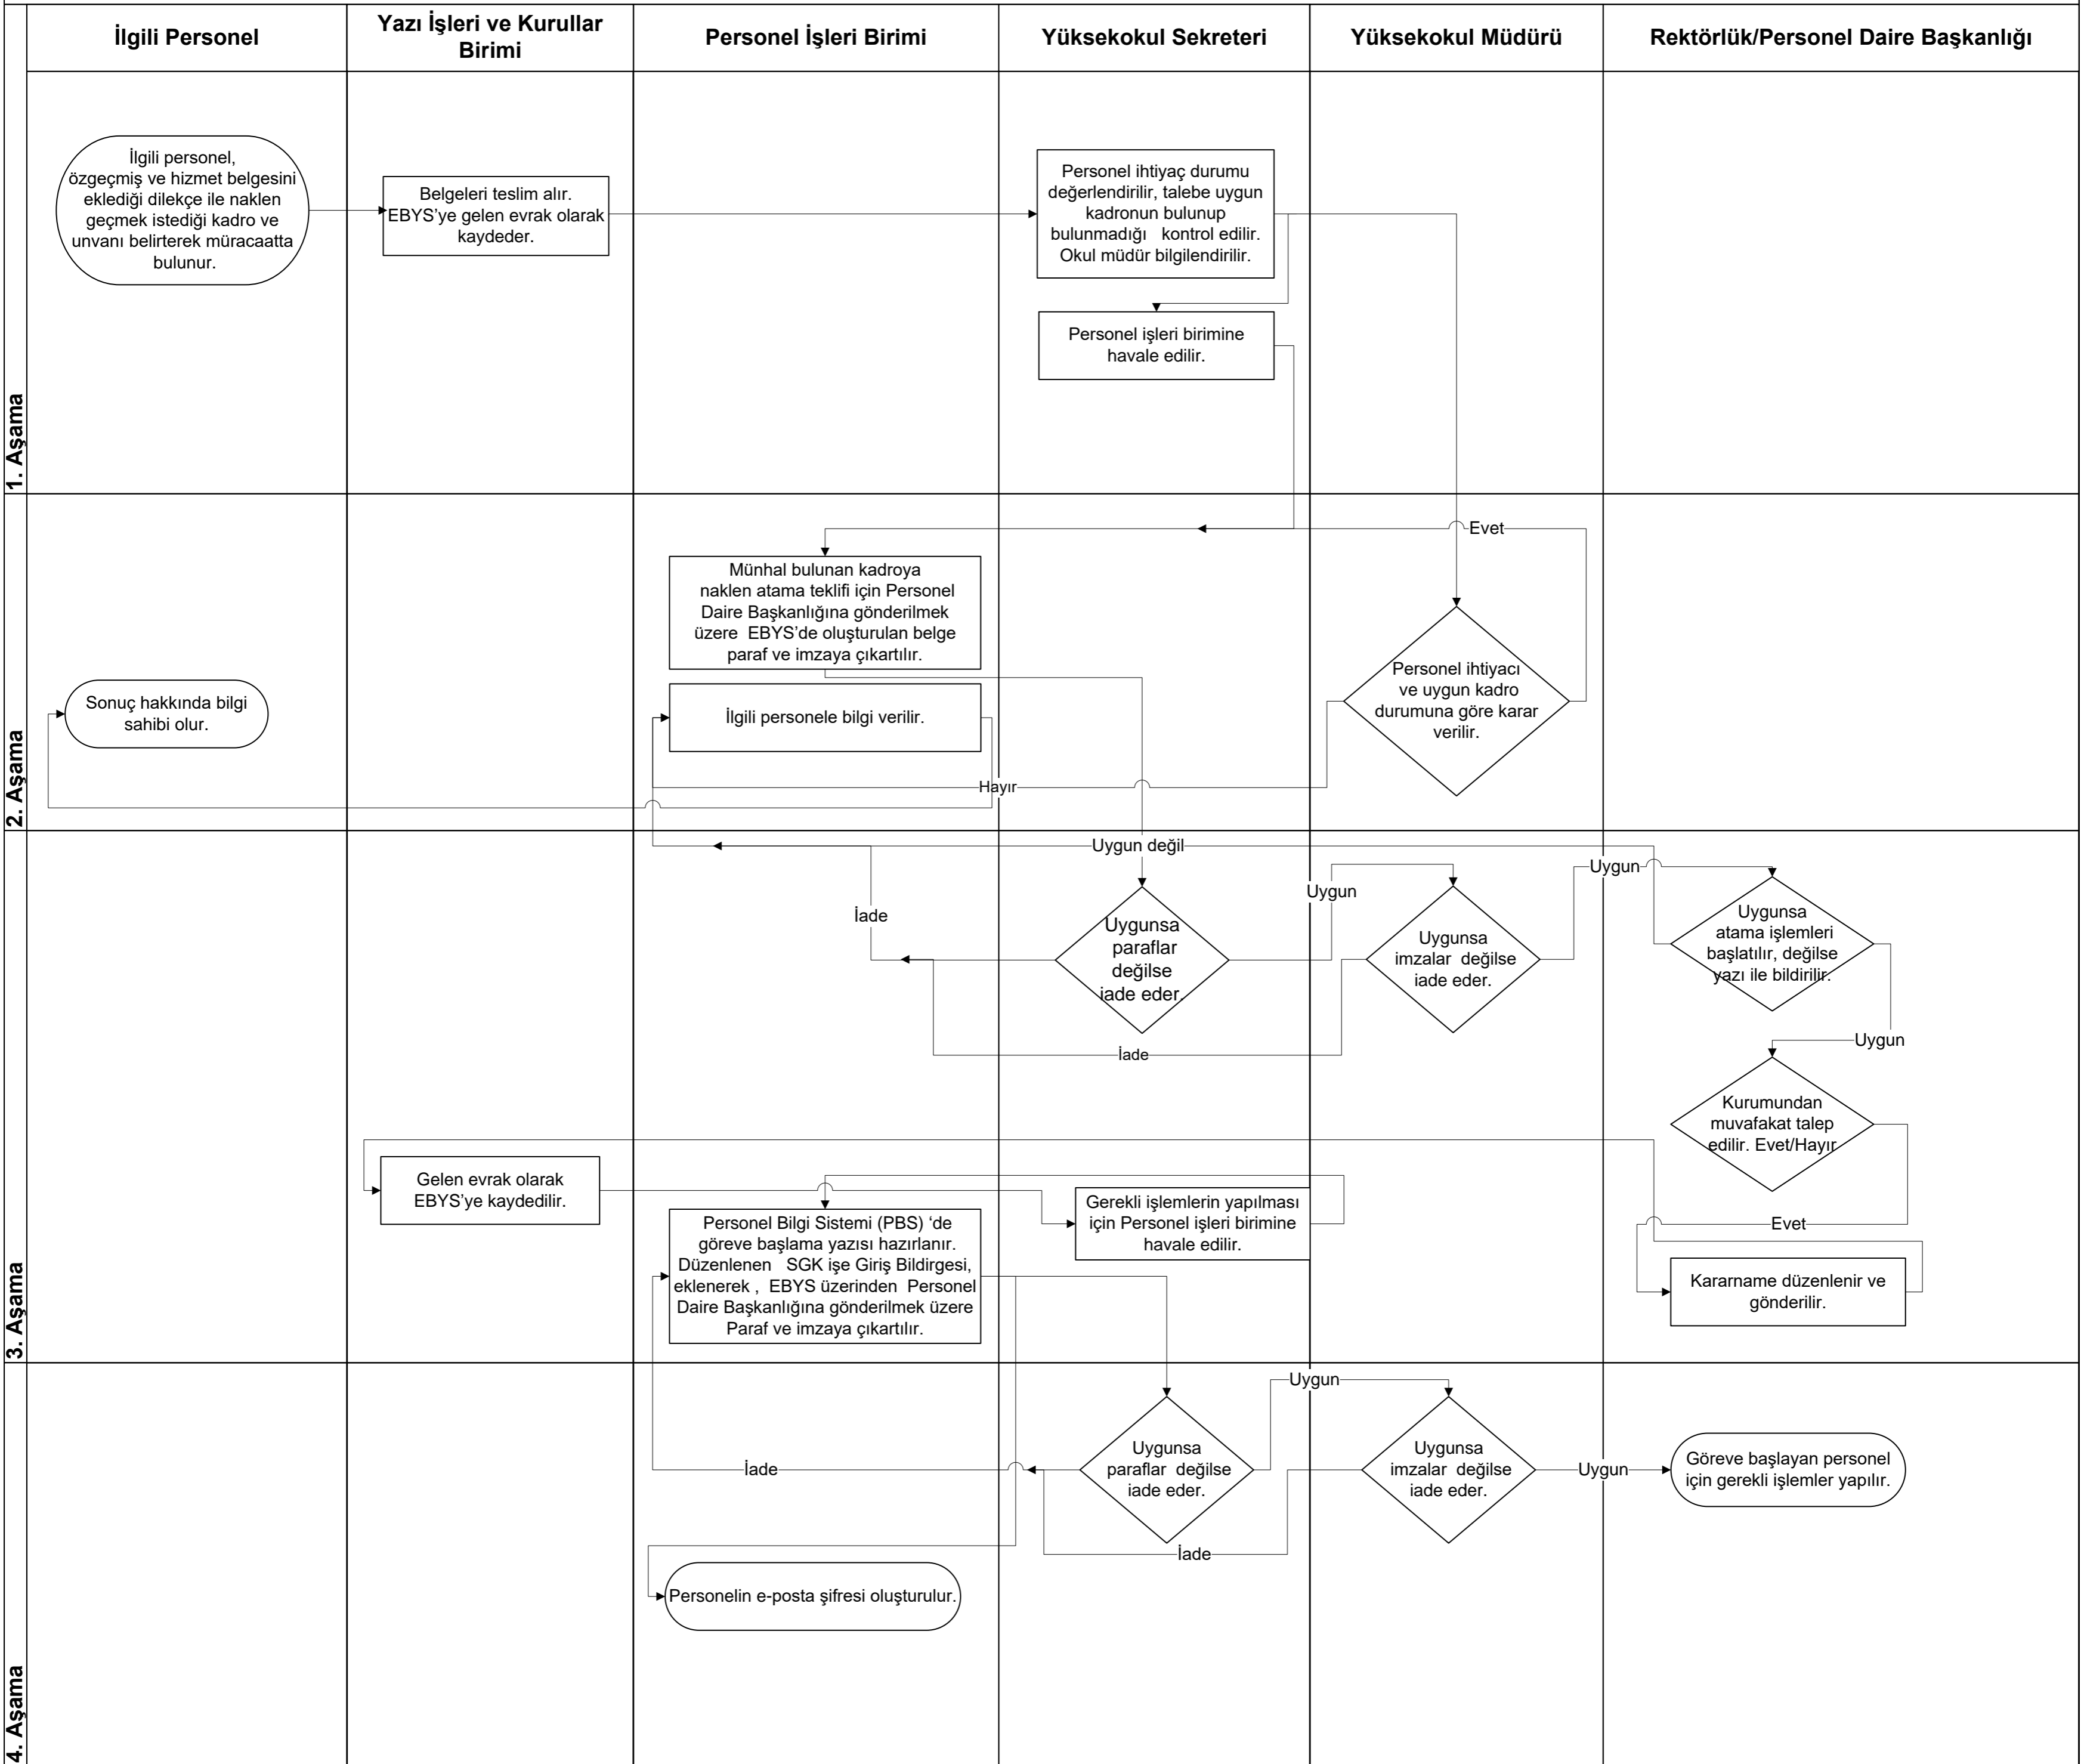 İlgili Personel
Yazı İşleri ve Kurullar
Birimi
Personel İşleri Birimi
Yüksekokul Sekreteri
Yüksekokul Müdürü
Rektörlük/Personel Daire Başkanlığı
1. Aşama
İlgili personel,
özgeçmiş ve hizmet belgesini
eklediği dilekçe ile naklen
geçmek istediği kadro ve
unvanı belirterek müracaatta
bulunur.
Belgeleri teslim alır.
EBYS’ye gelen evrak olarak
kaydeder.
Personel ihtiyaç durumu
değerlendirilir, talebe uygun
kadronun bulunup
bulunmadığı kontrol edilir.
Okul müdür bilgilendirilir.
Personel işleri birimine
havale edilir.
2. Aşama
Evet
Münhal bulunan kadroya
naklen atama teklifi için Personel
Daire Başkanlığına gönderilmek
üzere EBYS’de oluşturulan belge
paraf ve imzaya çıkartılır.
Personel ihtiyacı
ve uygun kadro
durumuna göre karar
verilir.
Sonuç hakkında bilgi
sahibi olur.
İlgili personele bilgi verilir.
Hayır
3. Aşama
Uygun değil
Uygun
Uygun
İade
Uygunsa
paraflar
değilse
iade eder.
Uygunsa
imzalar değilse
iade eder.
Uygunsa
atama işlemleri
başlatılır, değilse
yazı ile bildirilir.
İade
Uygun
Kurumundan
muvafakat talep
edilir. Evet/Hayır
Gelen evrak olarak
EBYS’ye kaydedilir.
Gerekli işlemlerin yapılması
için Personel işleri birimine
havale edilir.
Evet
Personel Bilgi Sistemi (PBS) ‘de
göreve başlama yazısı hazırlanır.
Düzenlenen SGK işe Giriş Bildirgesi,
eklenerek , EBYS üzerinden Personel
Daire Başkanlığına gönderilmek üzere
Paraf ve imzaya çıkartılır.
Kararname düzenlenir ve
gönderilir.
4. Aşama
Uygun
İade
Uygunsa
paraflar değilse
iade eder.
Uygunsa
imzalar değilse
iade eder.
Uygun
Göreve başlayan personel
için gerekli işlemler yapılır.
İade
Personelin e-posta şifresi oluşturulur.